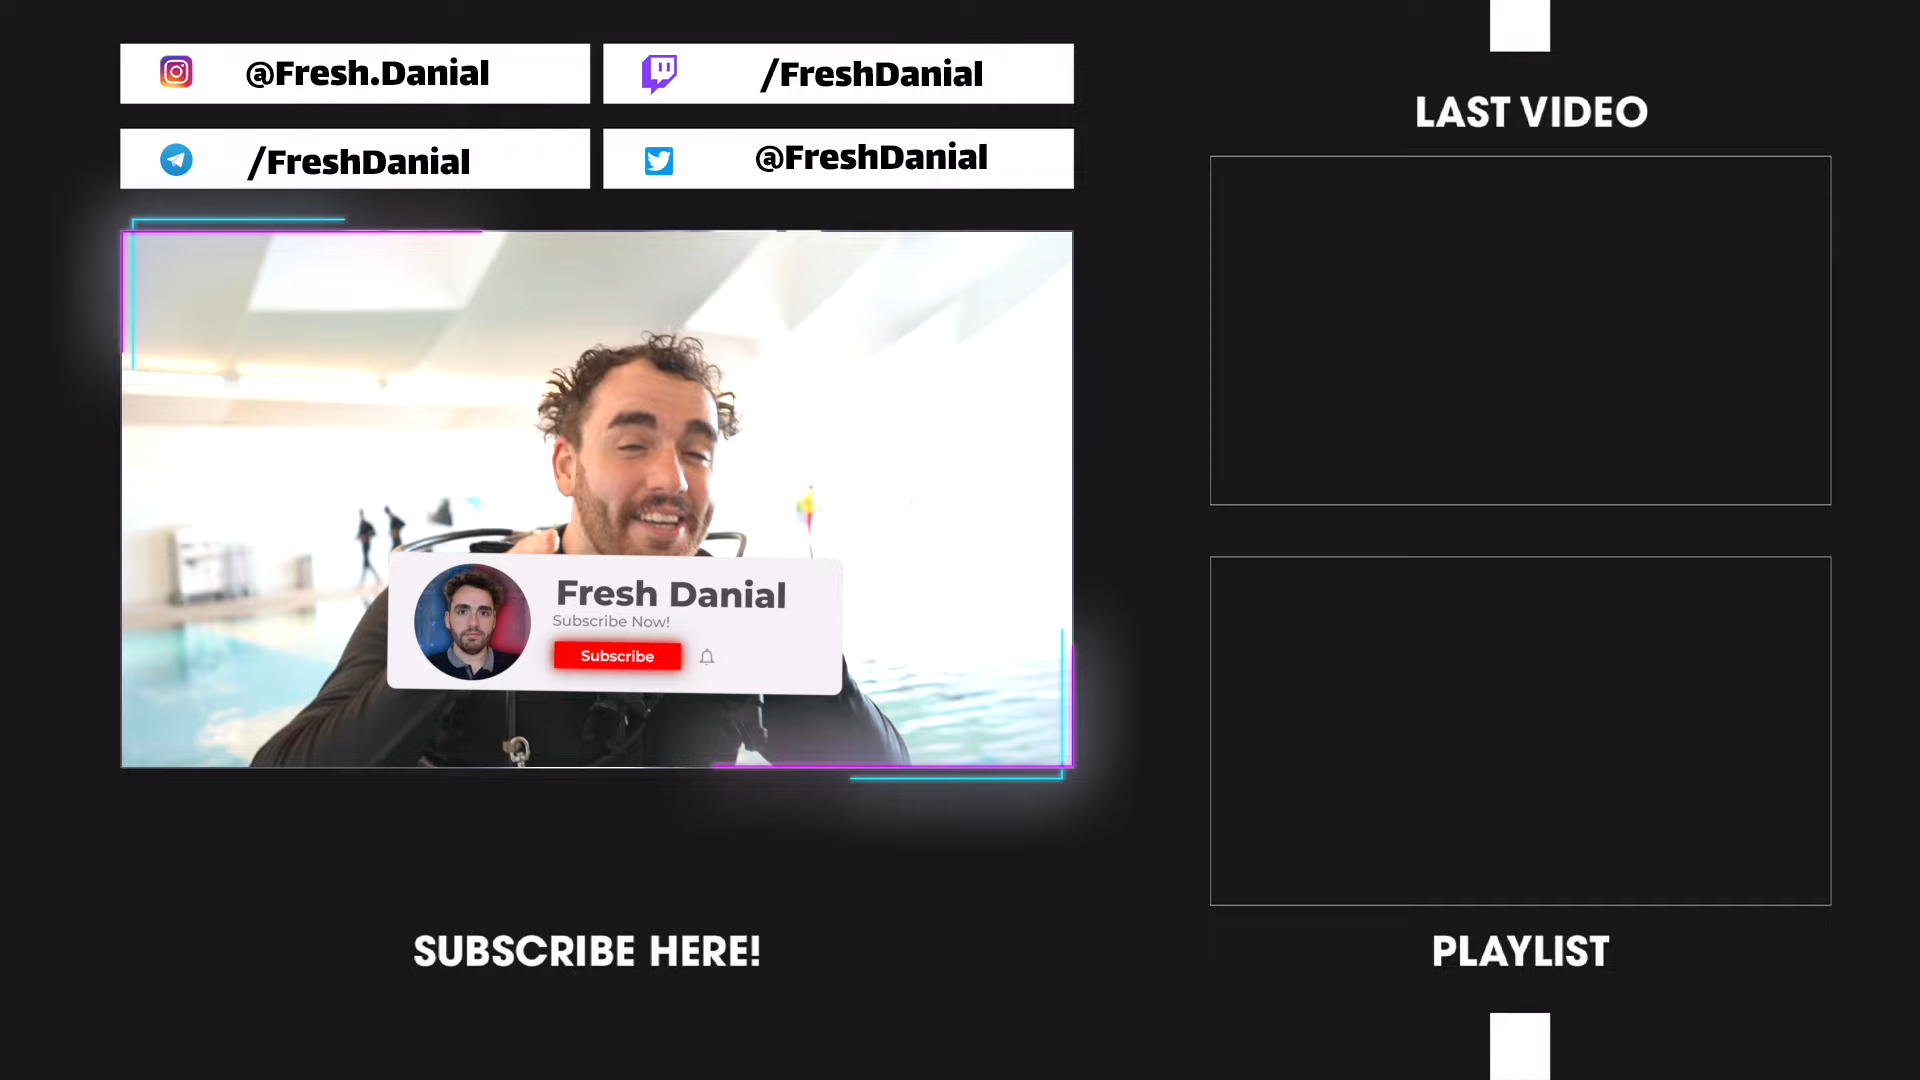 @Fresh.Danial
/FreshDanial
/FreshDanial
@FreshDanial
LAST VIDEO
Fresh Danial
Subscribe Now!
Subscribe
SUBSCRIBE HERE!
PLAYLIST